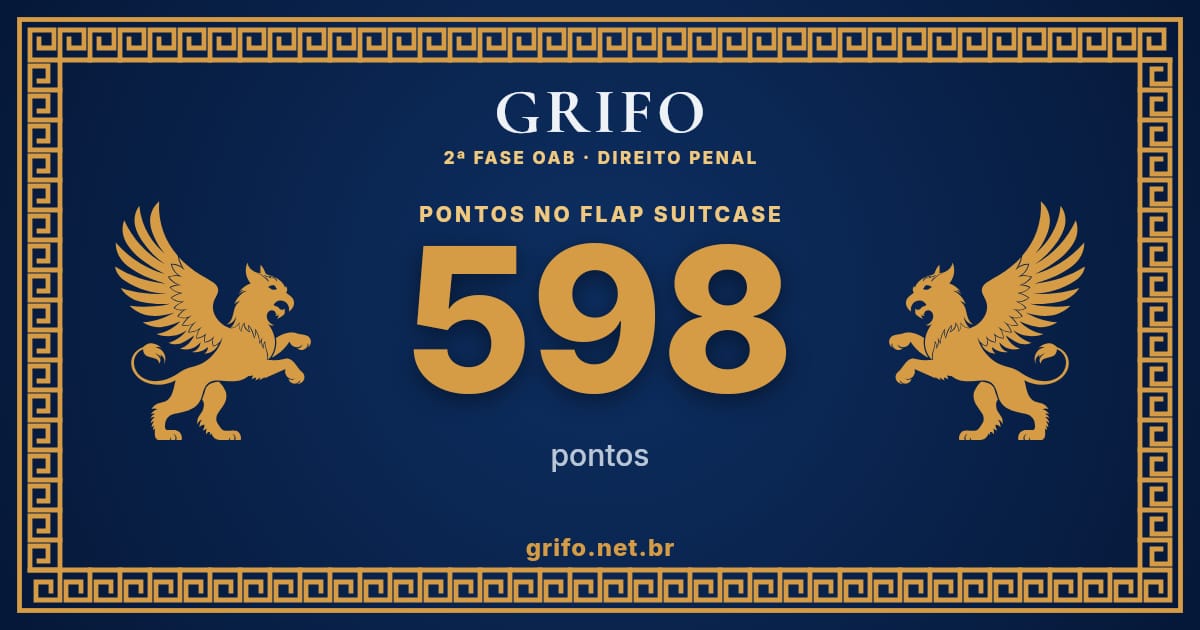 GRIFO
2ª FASE OAB · DIREITO PENAL
PONTOS NO FLAP SUITCASE
598
pontos
grifo.net.br